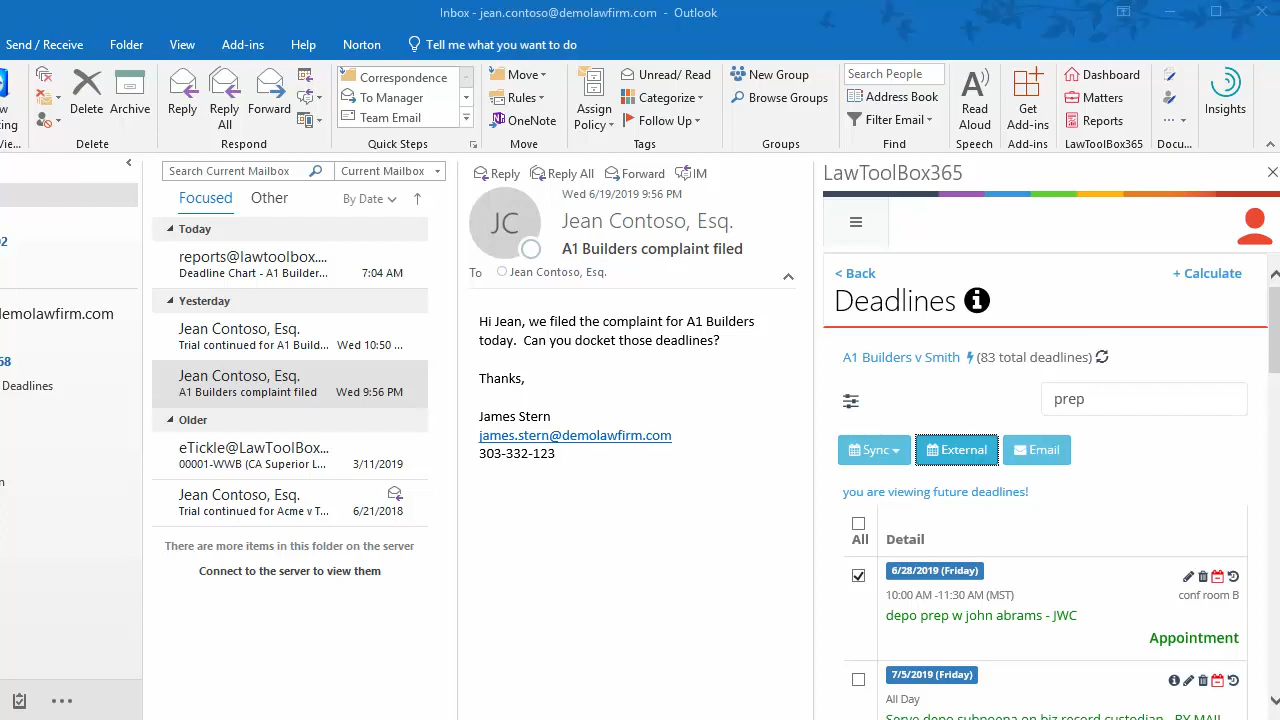 Inbox - jean.contoso@demolawfirm.com - Outlook
Send / Receive Folder View Add-ins Help Norton Tell me what you want to do
Delete Archive
Reply Reply All Forward
Correspondence
To Manager
Team Email
Move
Rules
OneNote
Assign Policy
Unread/ Read
Categorize
Follow Up
New Group
Browse Groups
Search People
Address Book
Filter Email
Read Aloud
Get Add-ins
Dashboard
Matters
Reports
Insights
Delete Respond Quick Steps Move Tags Groups Find Speech Add-ins LawToolBox365 Docu...
Search Current Mailbox Current Mailbox
Focused Other By Date
Today
reports@lawtoolbox....
Deadline Chart - A1 Builder... 7:04 AM
Yesterday
Jean Contoso, Esq.
Trial continued for A1 Build... Wed 10:50 ...
Jean Contoso, Esq.
A1 Builders complaint filed Wed 9:56 PM
Older
eTickle@LawToolBox...
00001-WWB (CA Superior L... 3/11/2019
Jean Contoso, Esq.
Trial continued for Acme v T... 6/21/2018
There are more items in this folder on the server
Connect to the server to view them
emolawfirm.com
Deadlines
Reply Reply All Forward IM
Wed 6/19/2019 9:56 PM
JC
Jean Contoso, Esq.
A1 Builders complaint filed
To Jean Contoso, Esq.
Hi Jean, we filed the complaint for A1 Builders
today. Can you docket those deadlines?
Thanks,
James Stern
james.stern@demolawfirm.com
303-332-123
LawToolBox365
< Back + Calculate
Deadlines
A1 Builders v Smith (83 total deadlines)
prep
Sync External Email
you are viewing future deadlines!
All Detail
6/28/2019 (Friday)
10:00 AM -11:30 AM (MST) conf room B
depo prep w john abrams - JWC
Appointment
7/5/2019 (Friday)
All Day
Serve depo subpoena on biz record custodian - BY MAIL